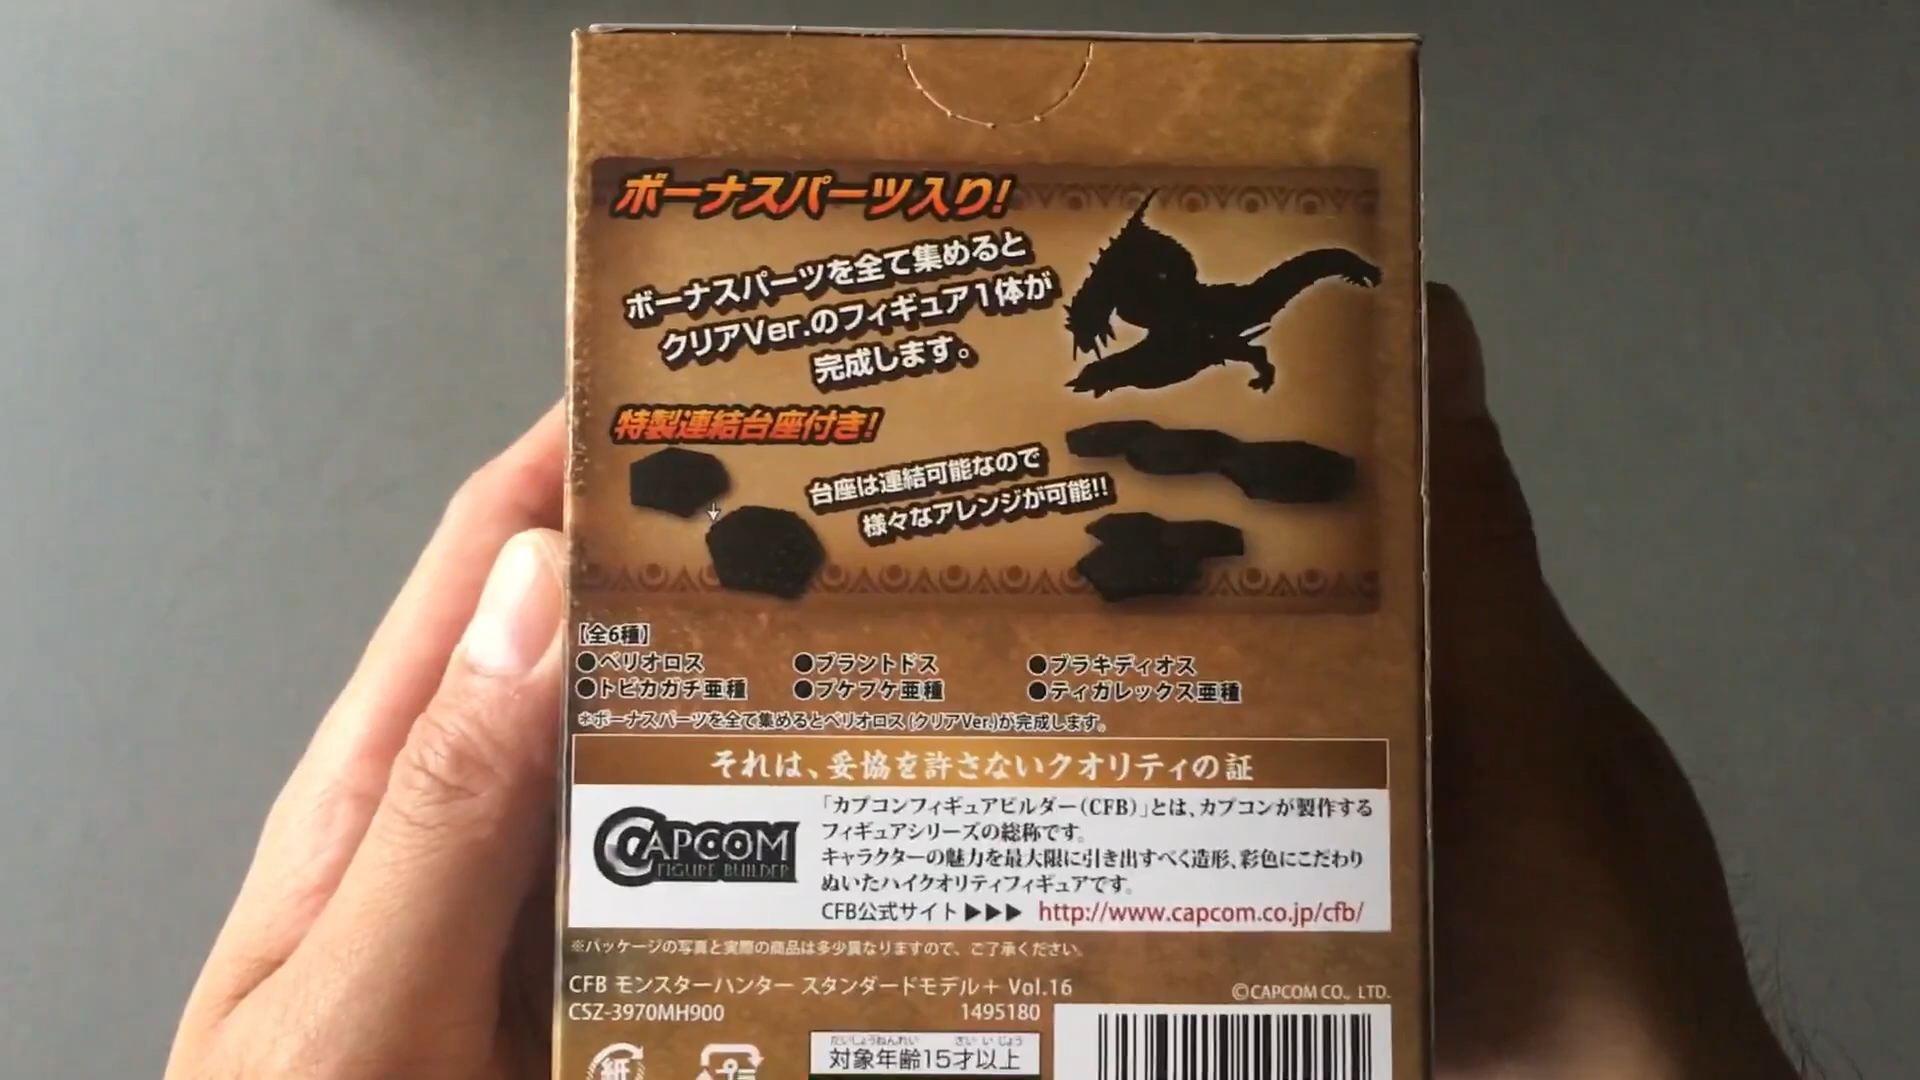 ボーナスパーツ入り!
ボーナスパーツを全て集めると
クリアVer.のフィギュア1体が
完成します。
特製連結台座付き!
台座は連結可能なので
様々なアレンジが可能!!
【全6種】
●ベリオロス ●ブラントドス ●ブラキディオス
●トビカガチ亜種 ●プケプケ亜種 ●ティガレックス亜種
＊ボーナスパーツを全て集めるとベリオロス(クリアVer.)が完成します。
それは、妥協を許さないクオリティの証
CAPCOM
FIGURE BUILDER
「カプコンフィギュアビルダー(CFB)」とは、カプコンが製作する
フィギュアシリーズの総称です。
キャラクターの魅力を最大限に引き出すべく造形、彩色にこだわり
ぬいたハイクオリティフィギュアです。
CFB公式サイト▶▶▶ http://www.capcom.co.jp/cfb/
※パッケージの写真と実際の商品は多少異なりますので、ご了承ください。
CFB モンスターハンター スタンダードモデル＋ Vol.16
©CAPCOM CO., LTD.
CSZ-3970MH900 1495180
たいしょうねんれい さい いじょう
対象年齢15才以上
紙
プ